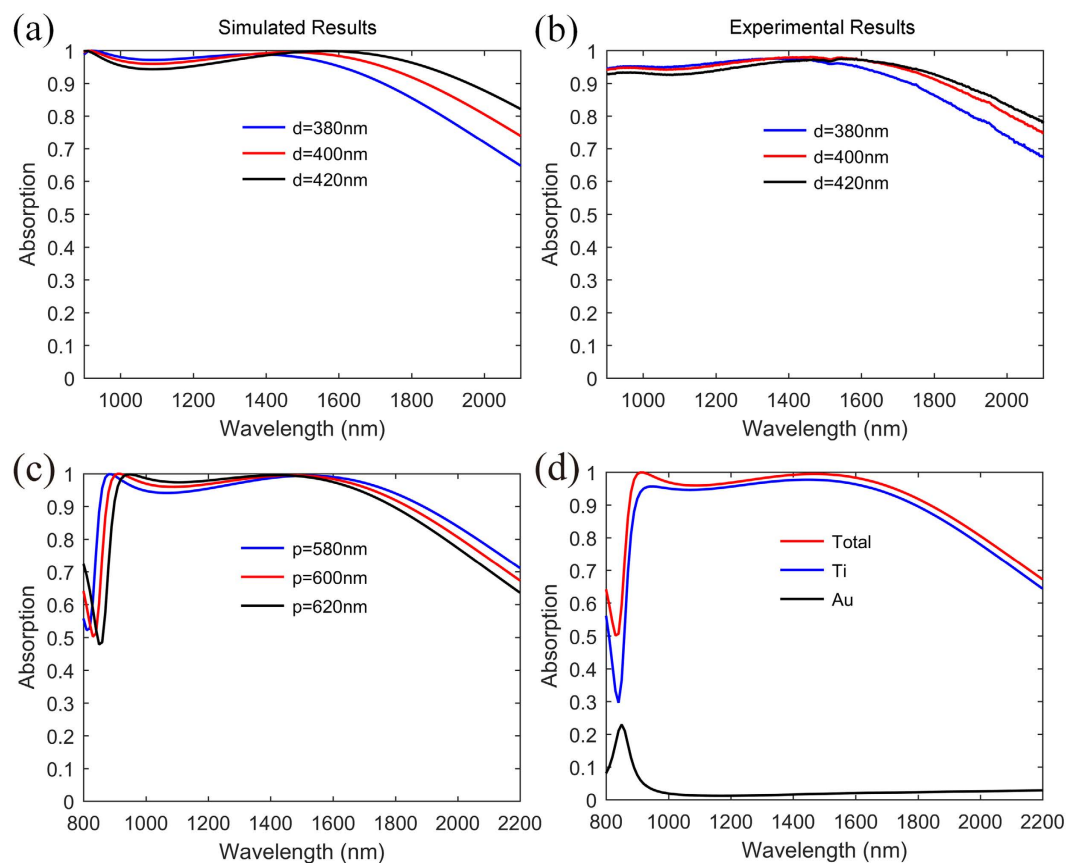 (a)
Simulated Results
1
0.9
0.8
0.7
0.6
0.5
0.4
0.3
0.2
0.1
0
Absorption
d=380nm
d=400nm
d=420nm
1000 1200 1400 1600 1800 2000
Wavelength (nm)
(b)
Experimental Results
1
0.9
0.8
0.7
0.6
0.5
0.4
0.3
0.2
0.1
0
Absorption
d=380nm
d=400nm
d=420nm
1000 1200 1400 1600 1800 2000
Wavelength (nm)
(c)
1
0.9
0.8
0.7
0.6
0.5
0.4
0.3
0.2
0.1
0
Absorption
p=580nm
p=600nm
p=620nm
800 1000 1200 1400 1600 1800 2000 2200
Wavelength (nm)
(d)
1
0.9
0.8
0.7
0.6
0.5
0.4
0.3
0.2
0.1
0
Absorption
Total
Ti
Au
800 1000 1200 1400 1600 1800 2000 2200
Wavelength (nm)